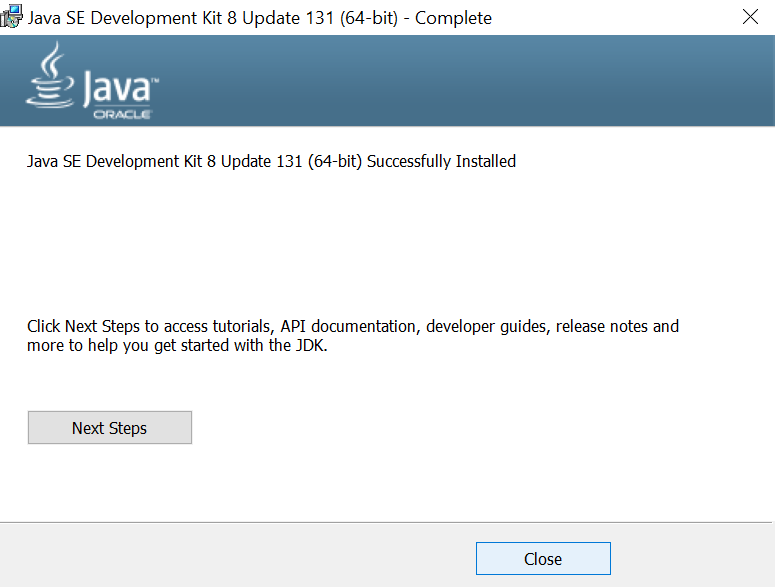 Java SE Development Kit 8 Update 131 (64-bit) - Complete
Java™
ORACLE
Java SE Development Kit 8 Update 131 (64-bit) Successfully Installed
Click Next Steps to access tutorials, API documentation, developer guides, release notes and
more to help you get started with the JDK.
Next Steps
Close